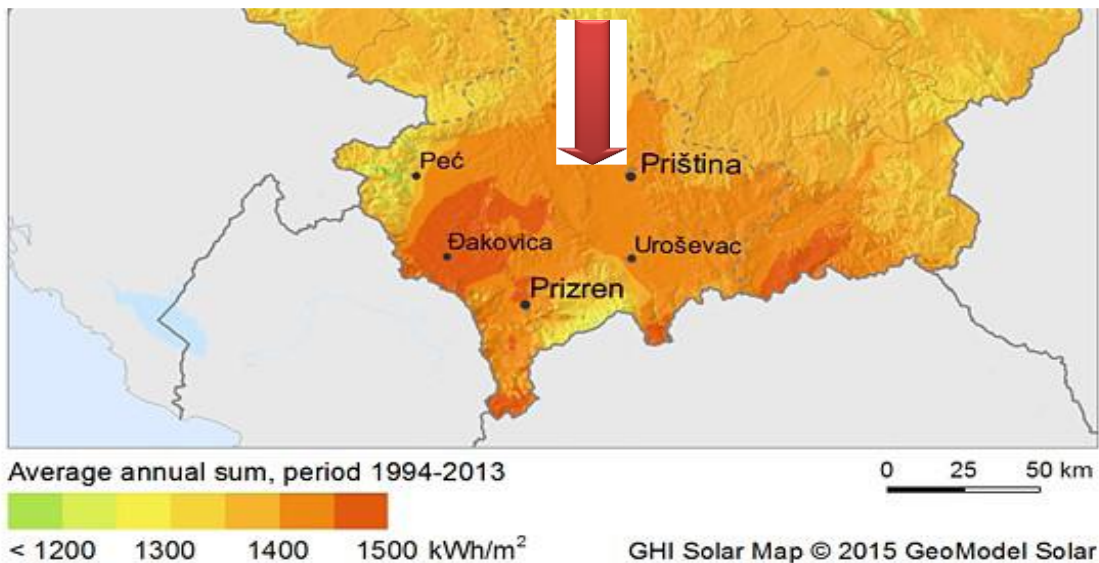 Peć
Priština
Đakovica
Uroševac
Prizren
Average annual sum, period 1994-2013
0 25 50 km
< 1200 1300 1400 1500 kWh/m²
GHI Solar Map © 2015 GeoModel Solar